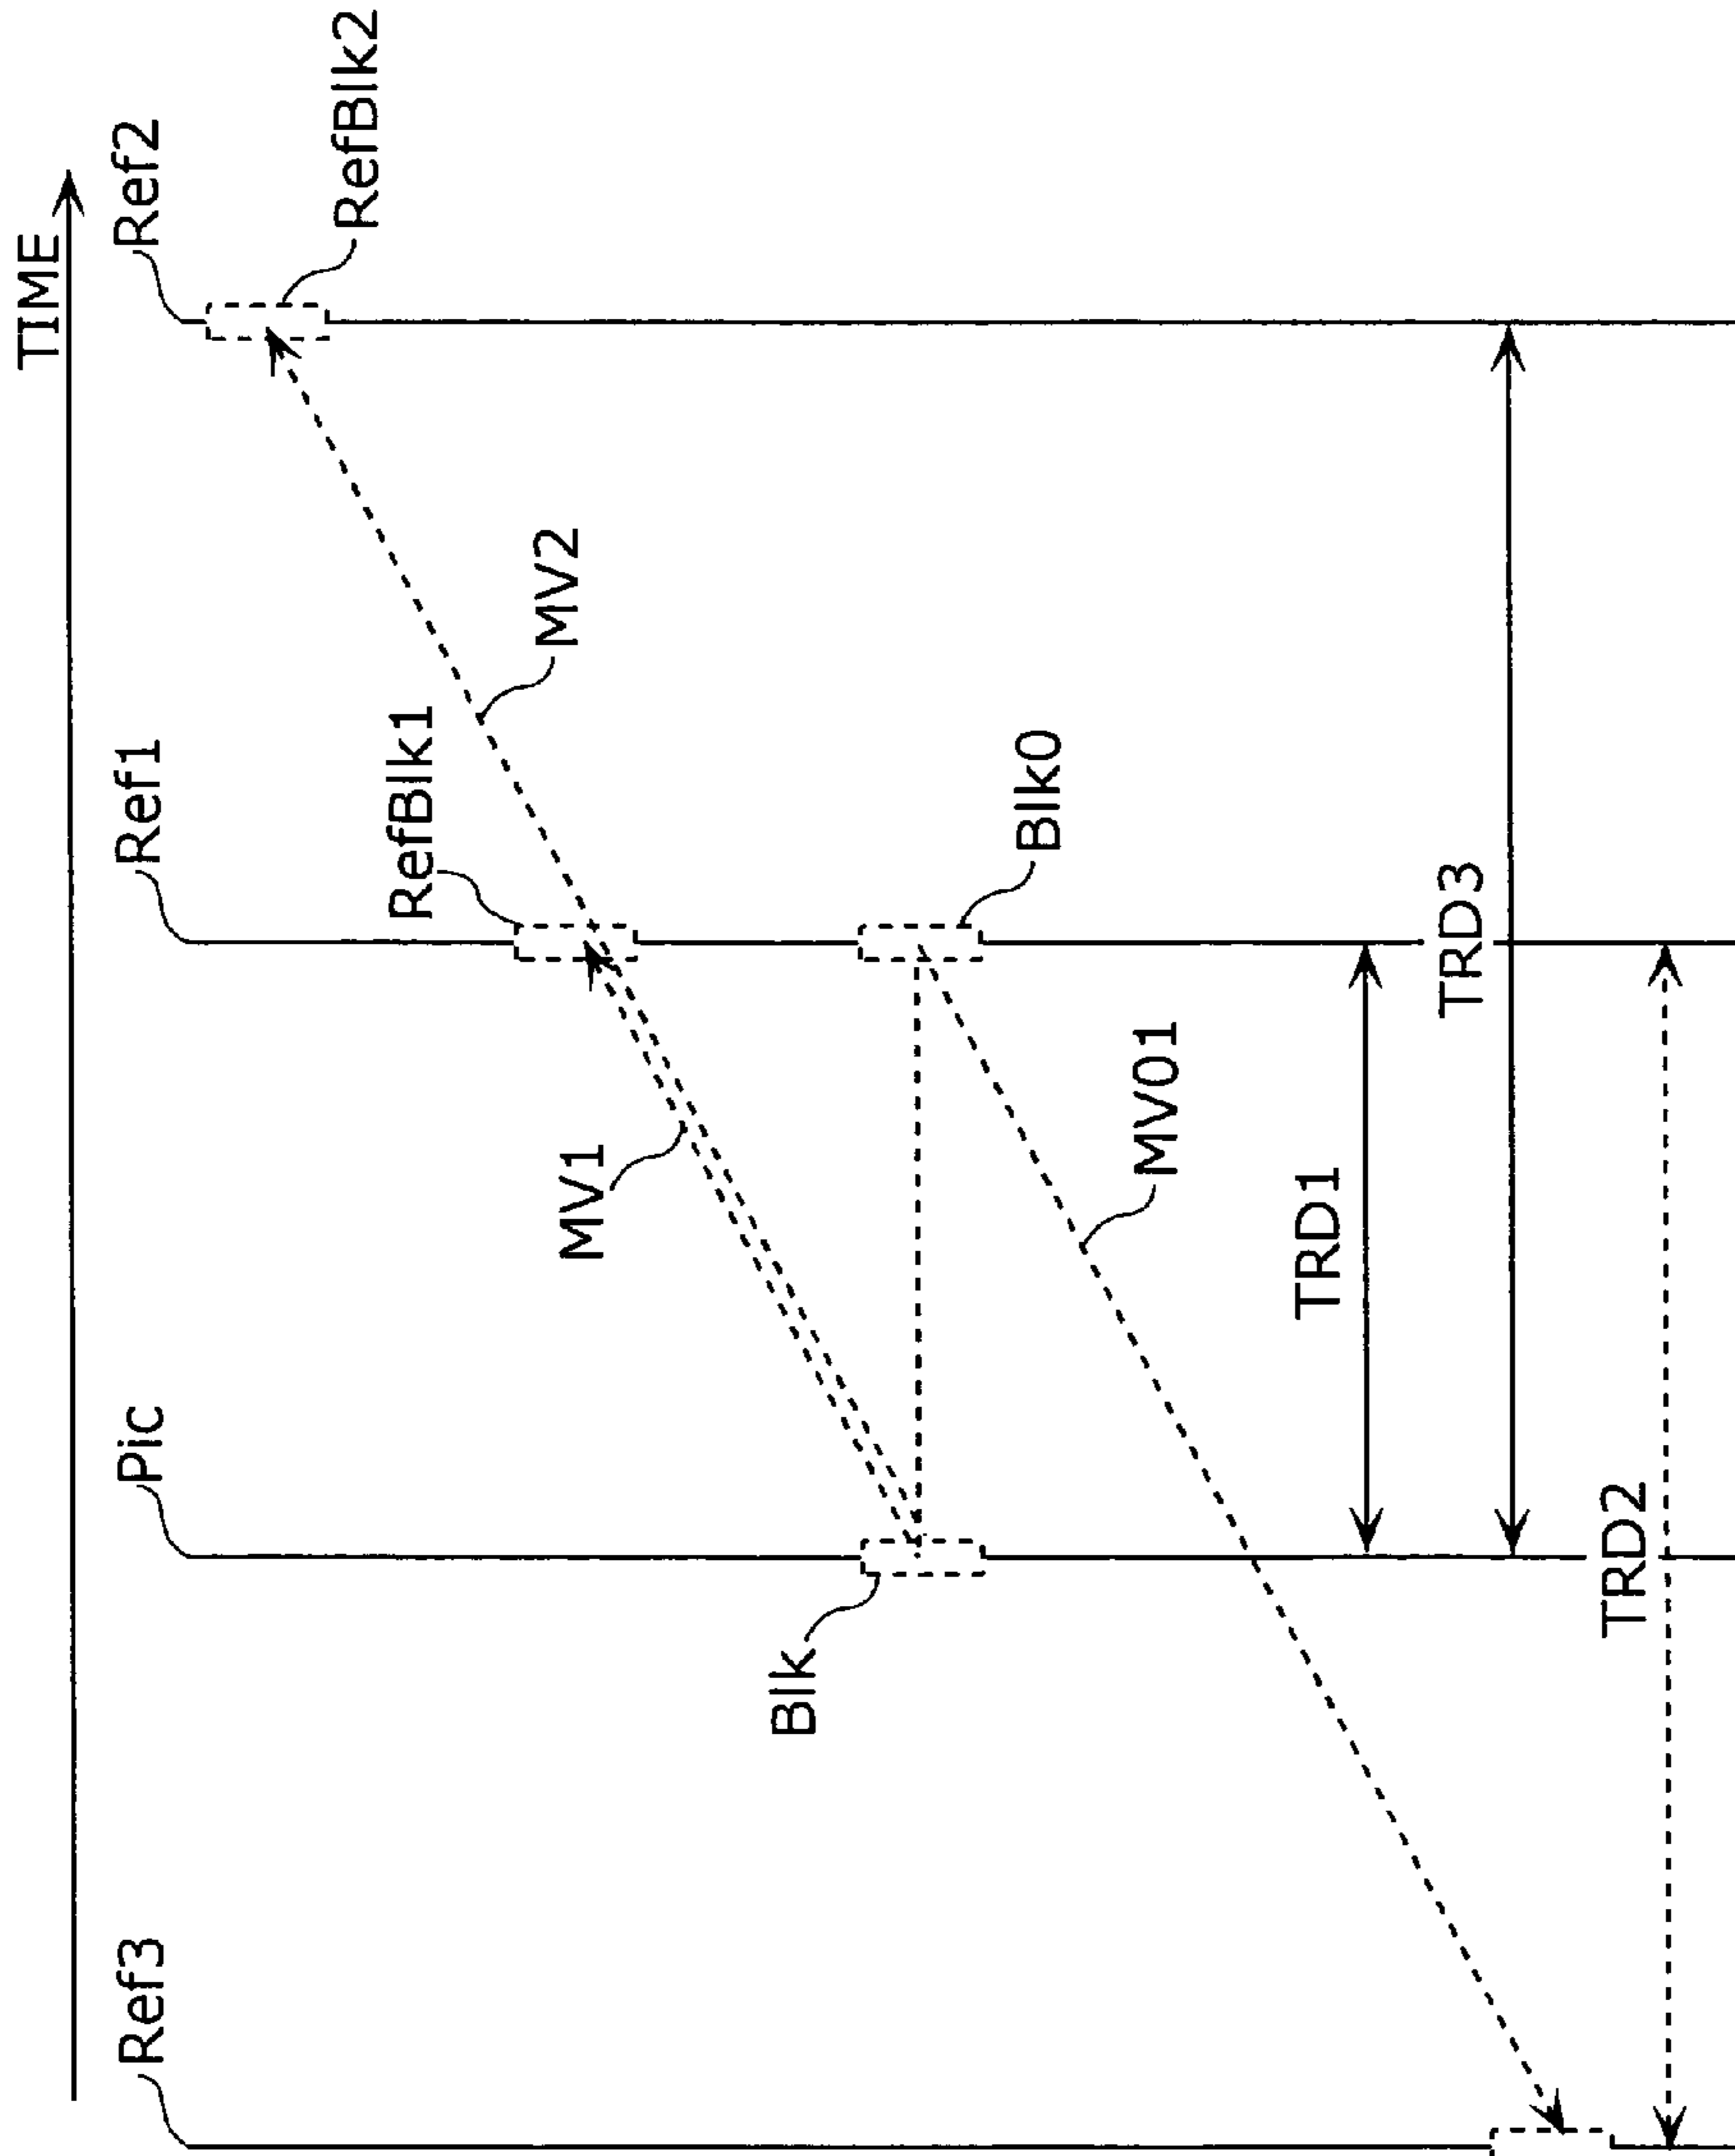 TIME
Ref3
Pic
Ref1
Ref2
RefBlk2
RefBlk1
MV2
MV1
Blk
Blk0
MV01
TRD1
TRD3
TRD2